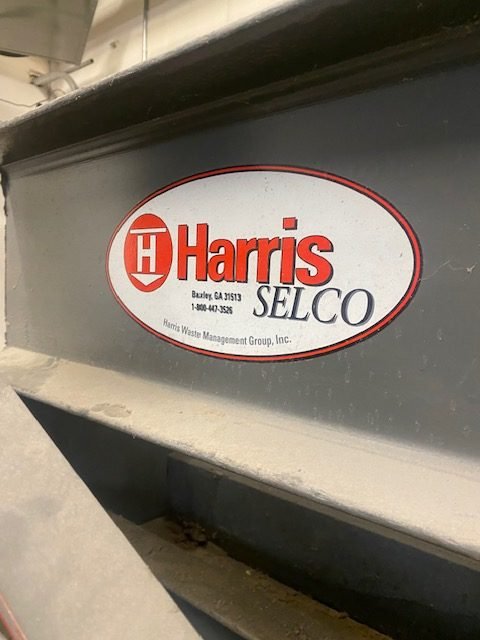 H Harris
SELCO
Baxley, GA 31513
1-800-447-3526
Harris Waste Management Group, Inc.